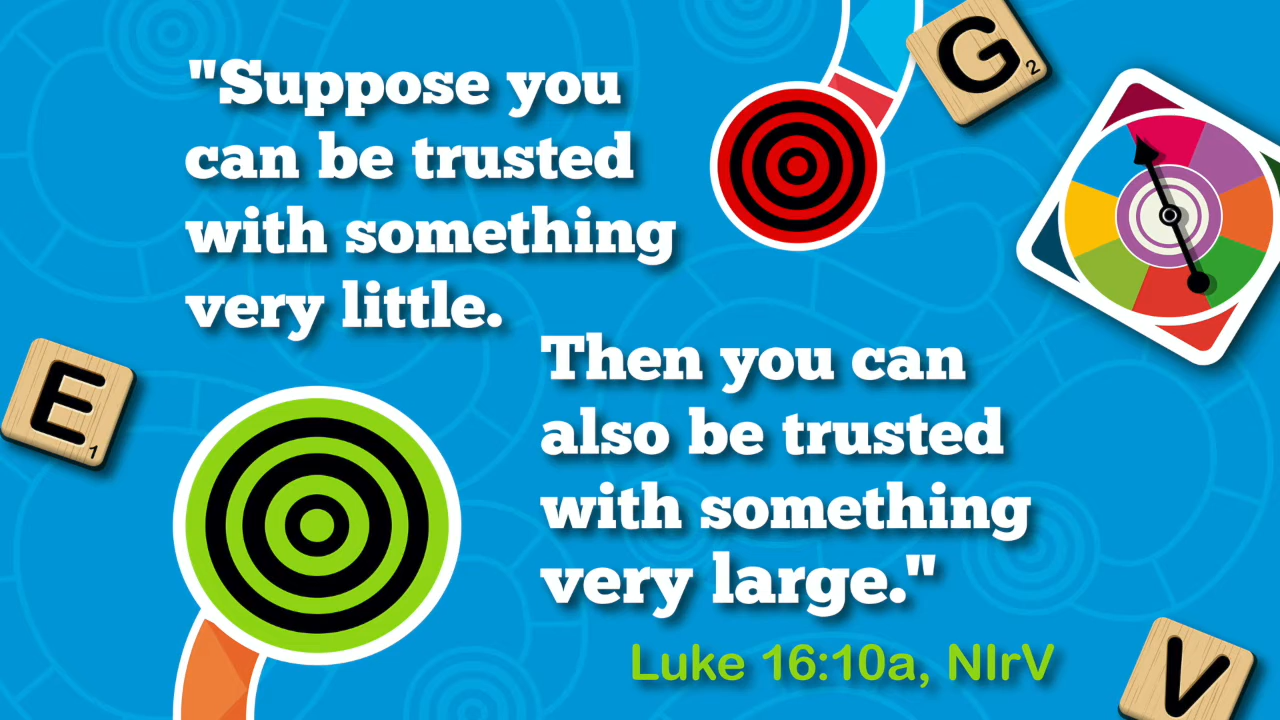 "Suppose you
can be trusted
with something
very little.
Then you can
also be trusted
with something
very large."
Luke 16:10a, NIrV
G
2
E
1
V